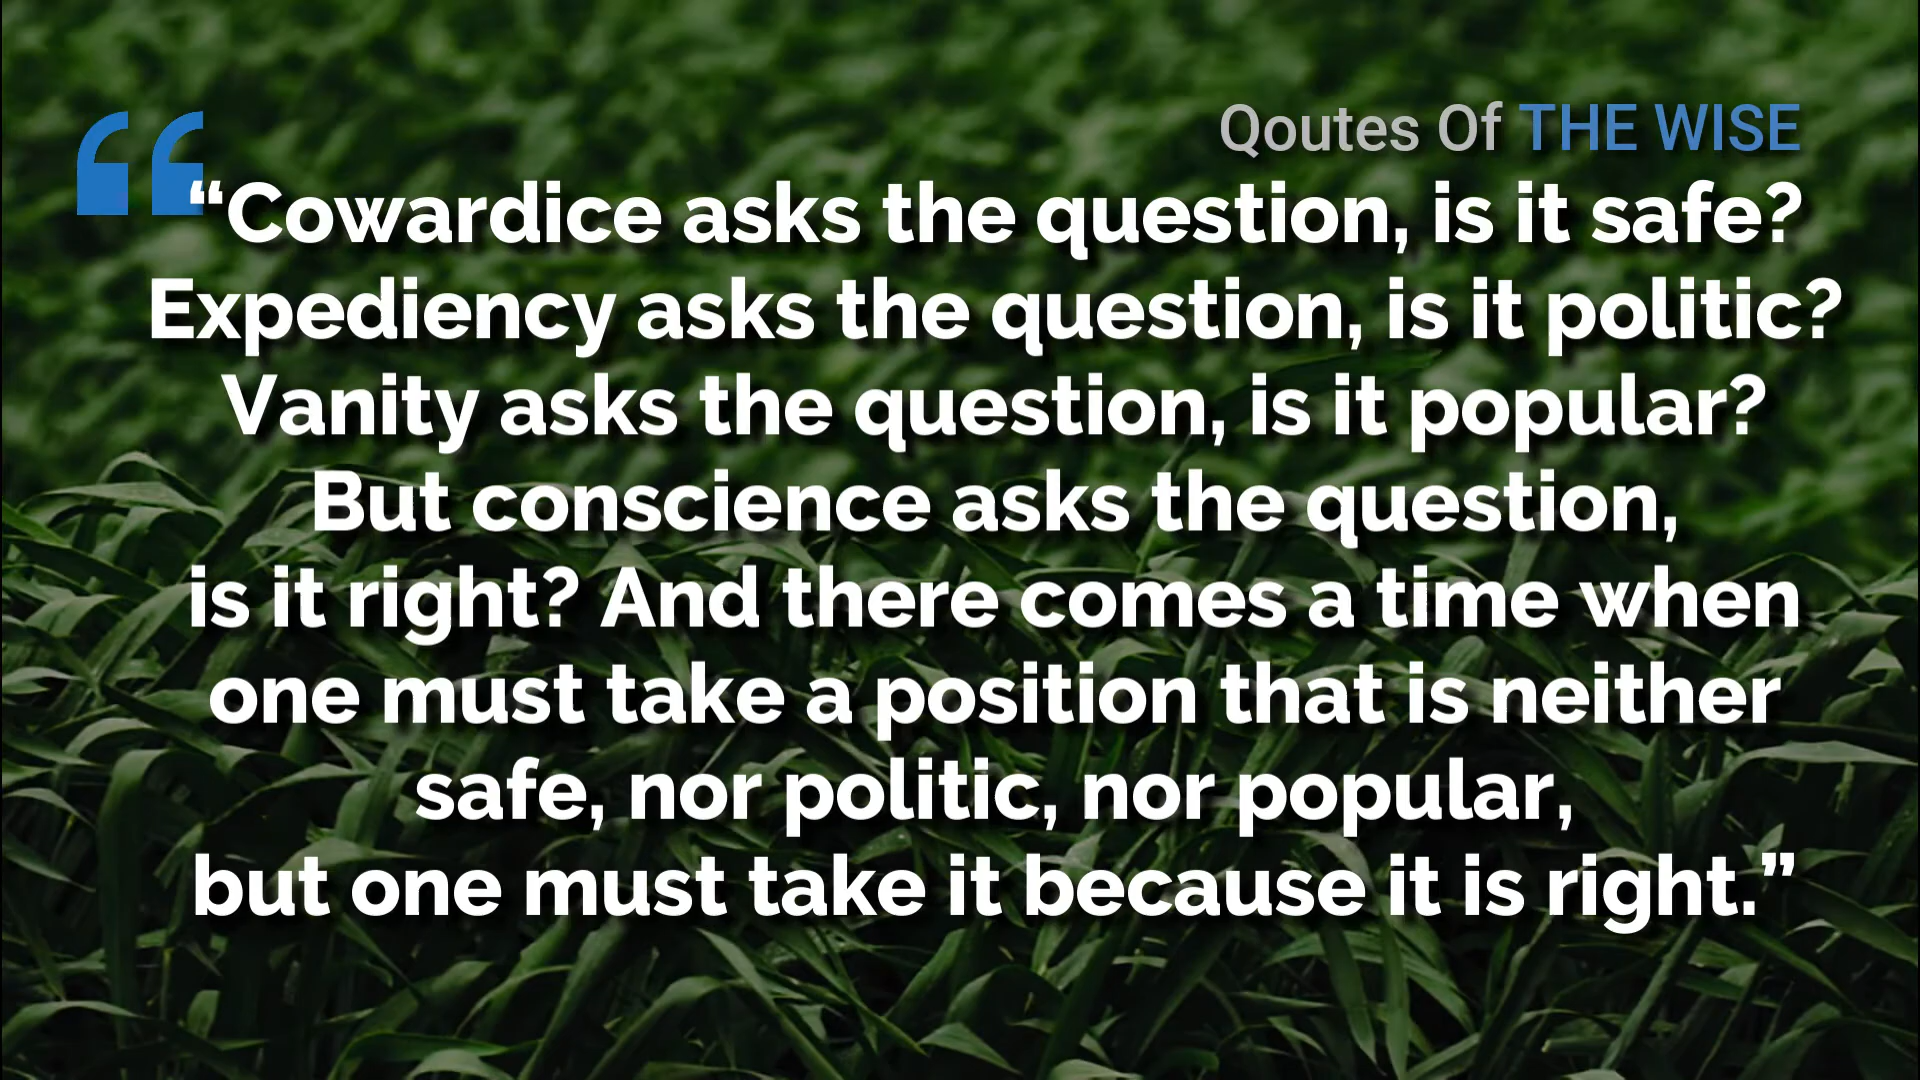 Qoutes Of THE WISE
“Cowardice asks the question, is it safe?
Expediency asks the question, is it politic?
Vanity asks the question, is it popular?
But conscience asks the question,
is it right? And there comes a time when
one must take a position that is neither
safe, nor politic, nor popular,
but one must take it because it is right.”